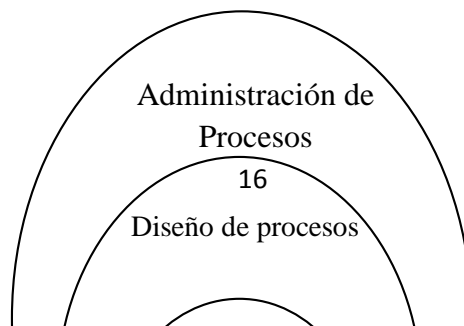 Administración de
Procesos
16
Diseño de procesos